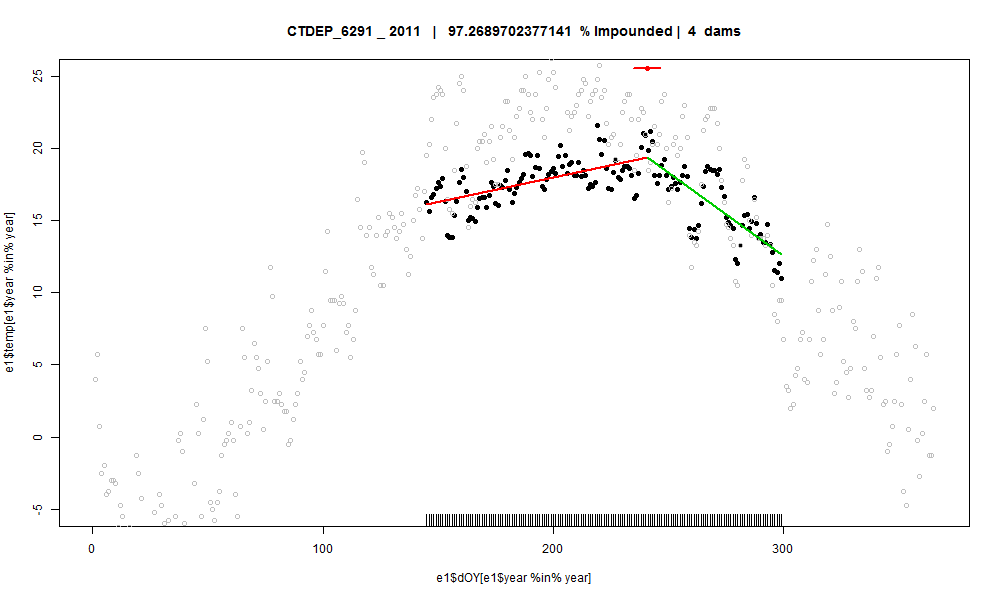 CTDEP_6291 _ 2011 | 97.2689702377141 % Impounded | 4 dams
e1$temp[e1$year %in% year]
25
20
15
10
5
0
-5
0 100 200 300
e1$dOY[e1$year %in% year]